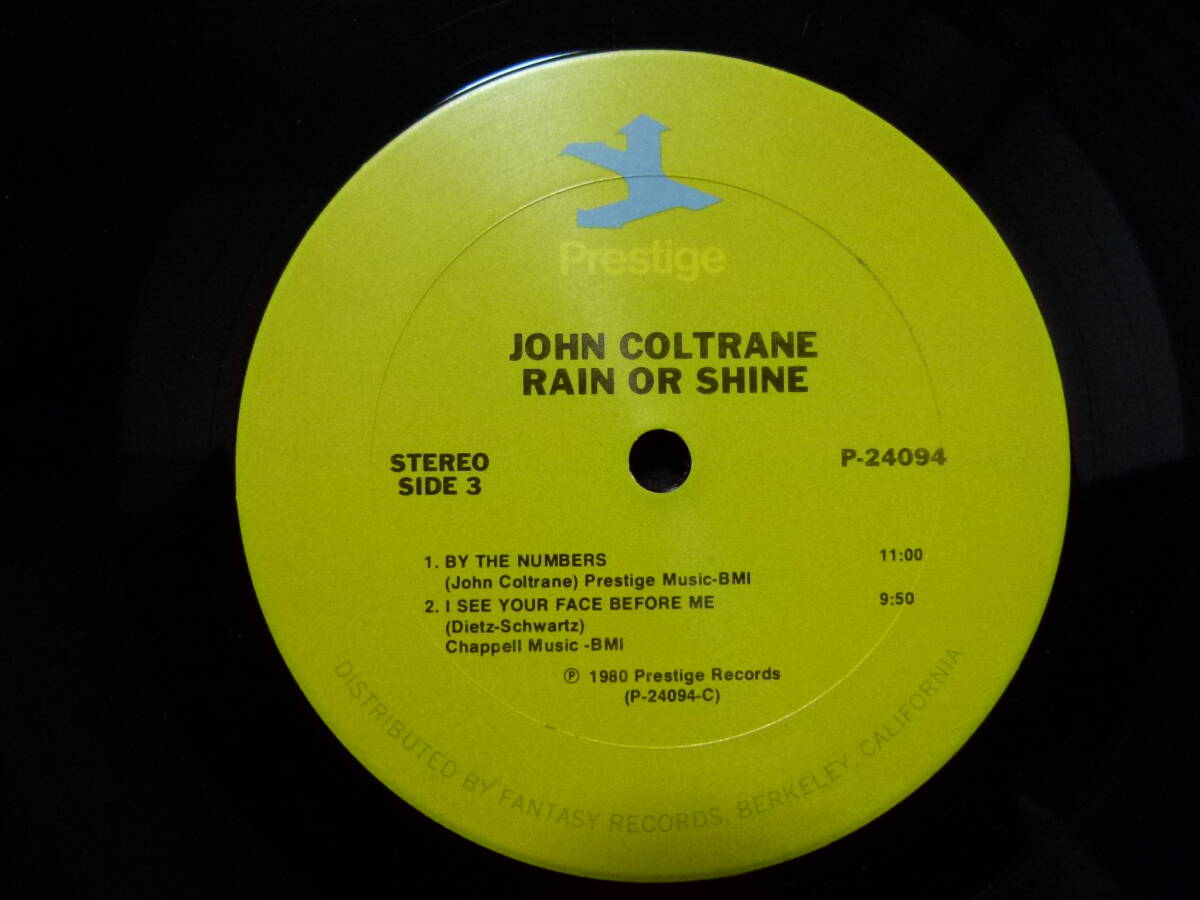 Prestige
JOHN COLTRANE
RAIN OR SHINE
STEREO
SIDE 3
P-24094
1. BY THE NUMBERS 11:00
(John Coltrane) Prestige Music-BMI
2. I SEE YOUR FACE BEFORE ME 9:50
(Dietz-Schwartz)
Chappell Music -BMI
℗ 1980 Prestige Records
(P-24094-C)
DISTRIBUTED BY FANTASY RECORDS, BERKELEY, CALIFORNIA